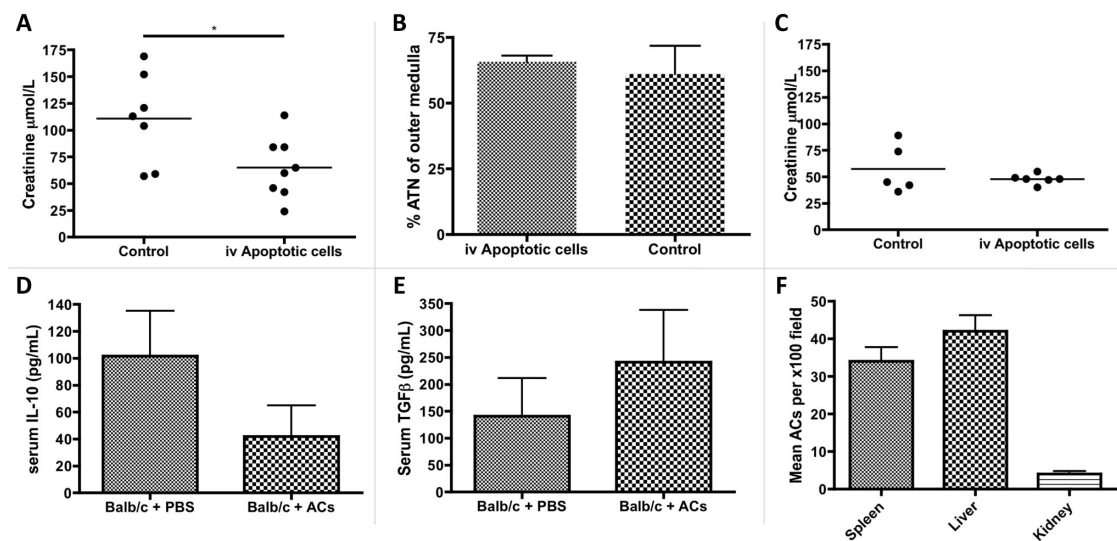 A
*
Creatinine μmol/L
175
150
125
100
75
50
25
0
Control
iv Apoptotic cells
B
% ATN of outer medulla
75
50
25
0
iv Apoptotic cells
Control
C
Creatinine μmol/L
175
150
125
100
75
50
25
0
Control
iv Apoptotic cells
D
serum IL-10 (pg/mL)
140
120
100
80
60
40
20
0
Balb/c + PBS
Balb/c + ACs
E
Serum TGFβ (pg/mL)
350
300
250
200
150
100
50
0
Balb/c + PBS
Balb/c + ACs
F
Mean ACs per x100 field
50
40
30
20
10
0
Spleen
Liver
Kidney